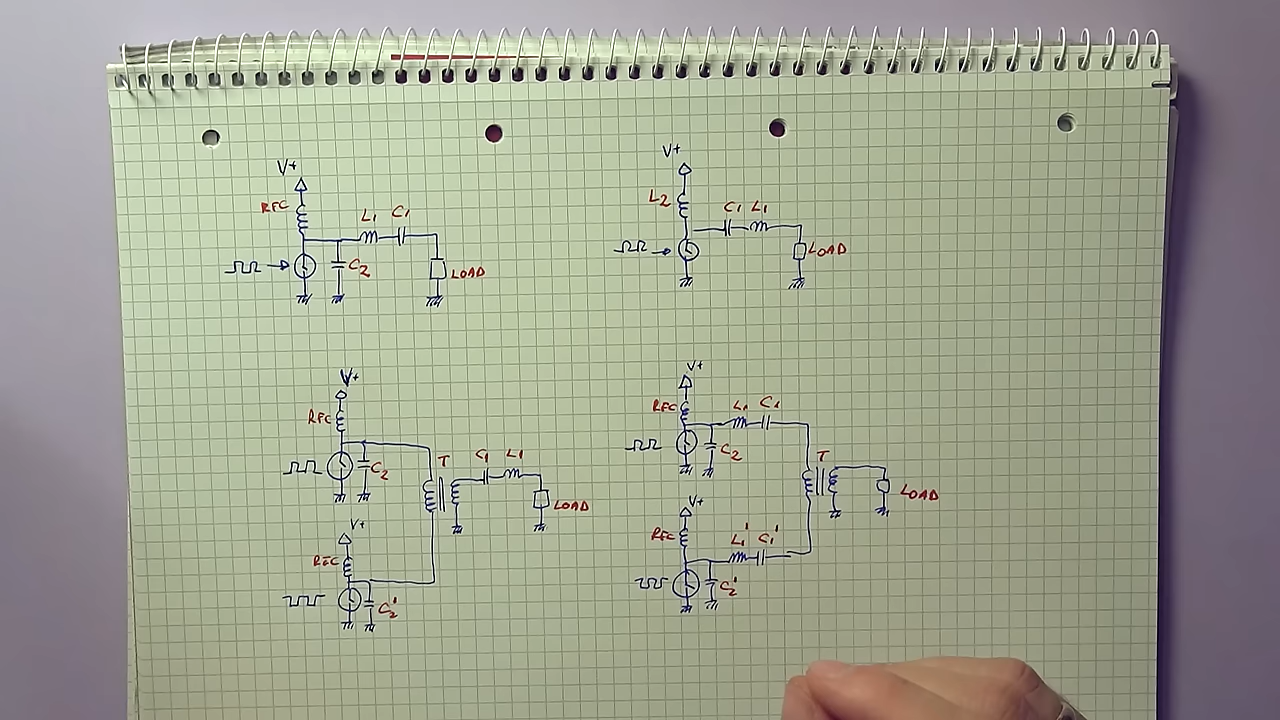 V+
RFC
L1 C1
C2
LOAD
V+
L2
C1 L1
LOAD
V+
RFC
C2
T
C1 L1
LOAD
V+
RFC
C2'
V+
RFC
L1 C1
C2
T
LOAD
V+
RFC
L1' C1'
C2'